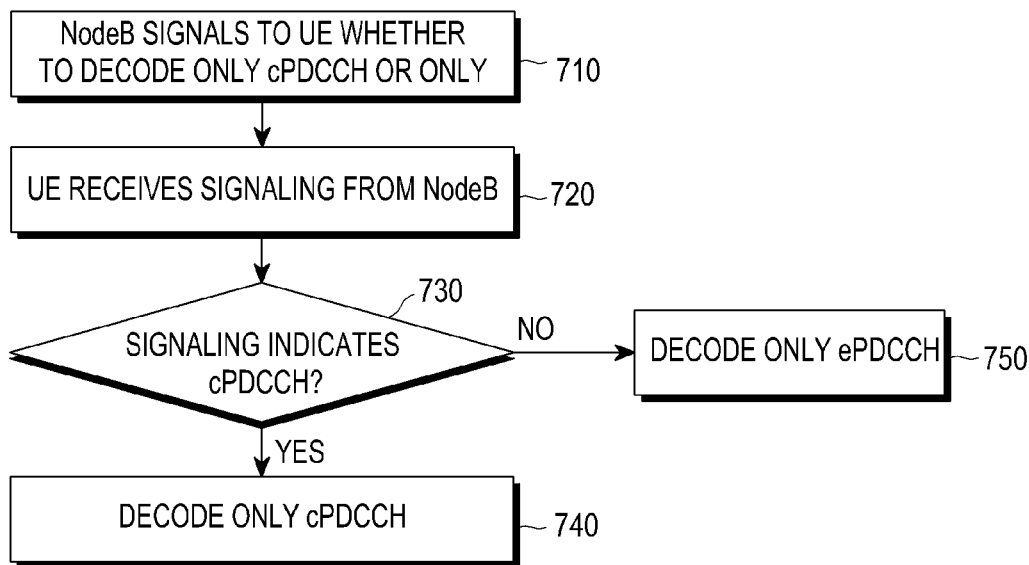 NodeB SIGNALS TO UE WHETHER
TO DECODE ONLY cPDCCH OR ONLY
710
UE RECEIVES SIGNALING FROM NodeB
720
730
SIGNALING INDICATES
cPDCCH?
NO
DECODE ONLY ePDCCH
750
YES
DECODE ONLY cPDCCH
740